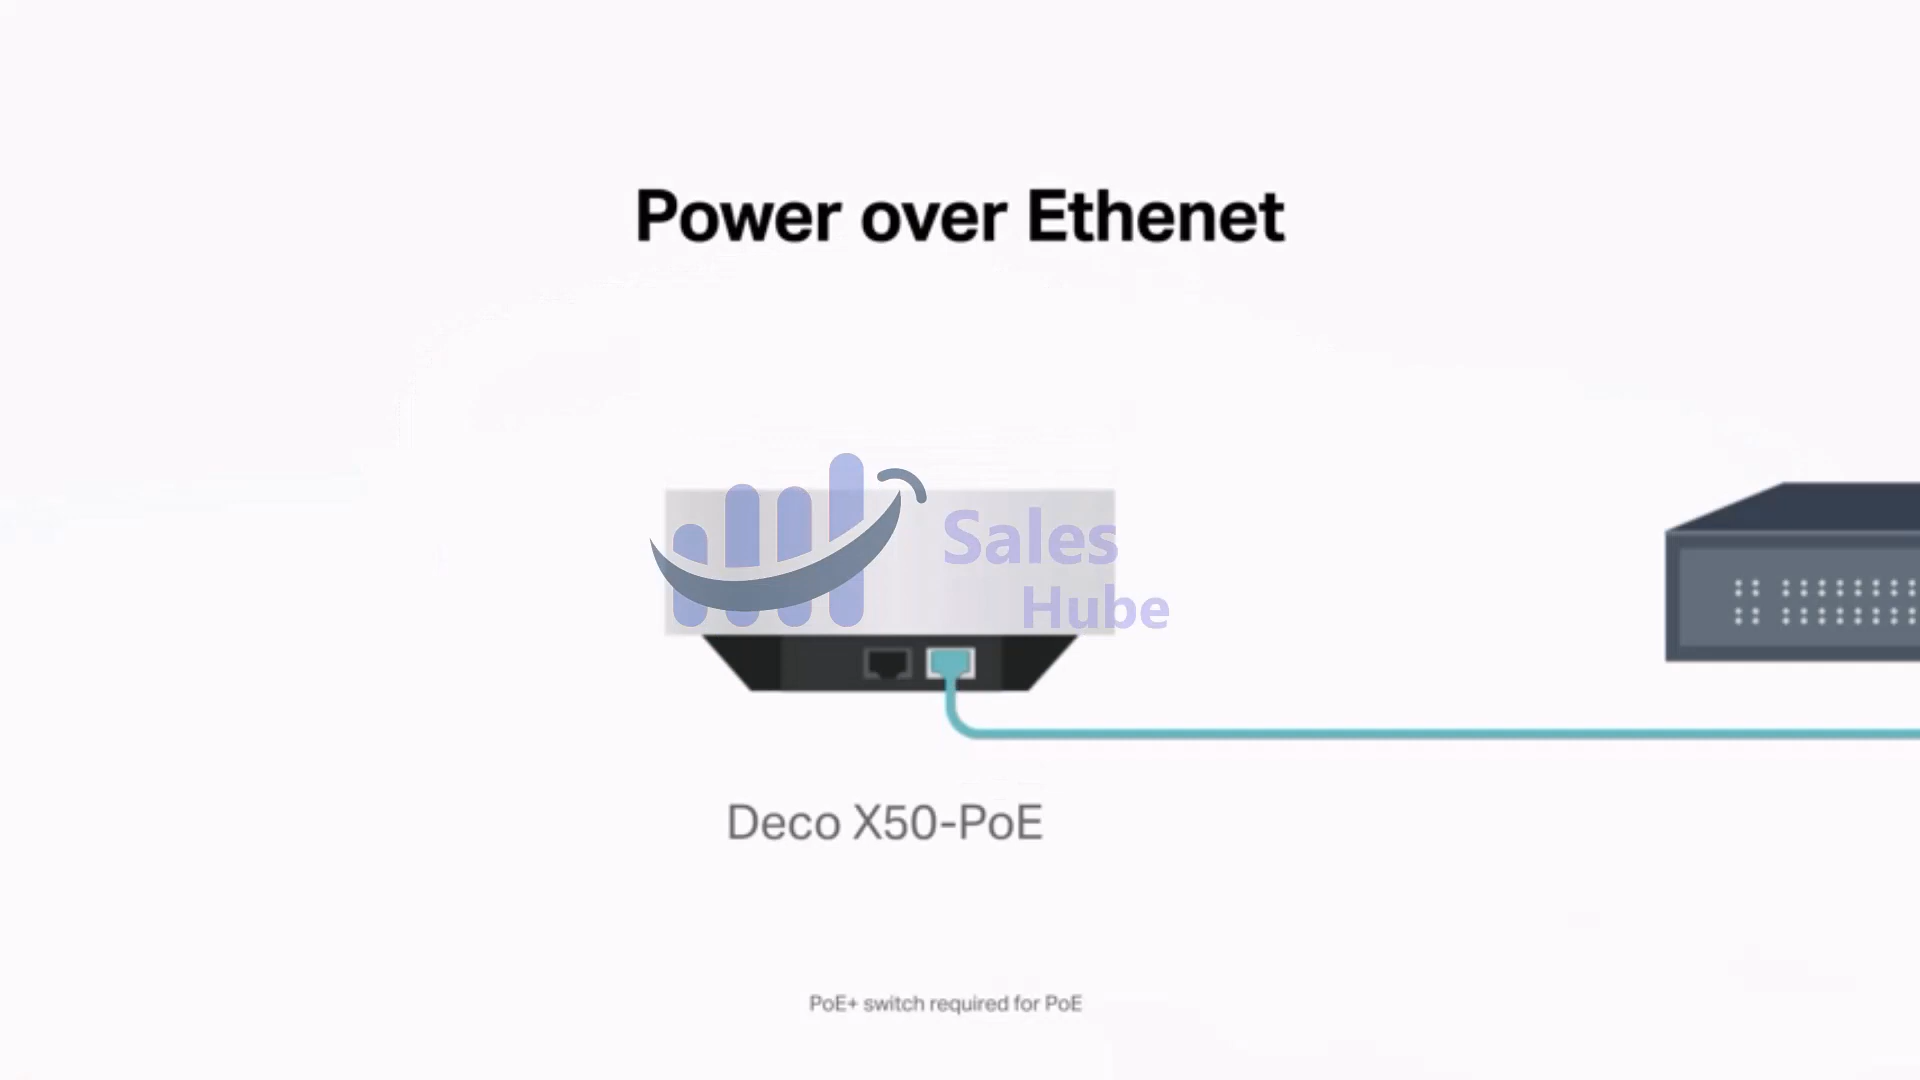 Power over Ethenet
Sales
Hube
Deco X50-PoE
PoE+ switch required for PoE